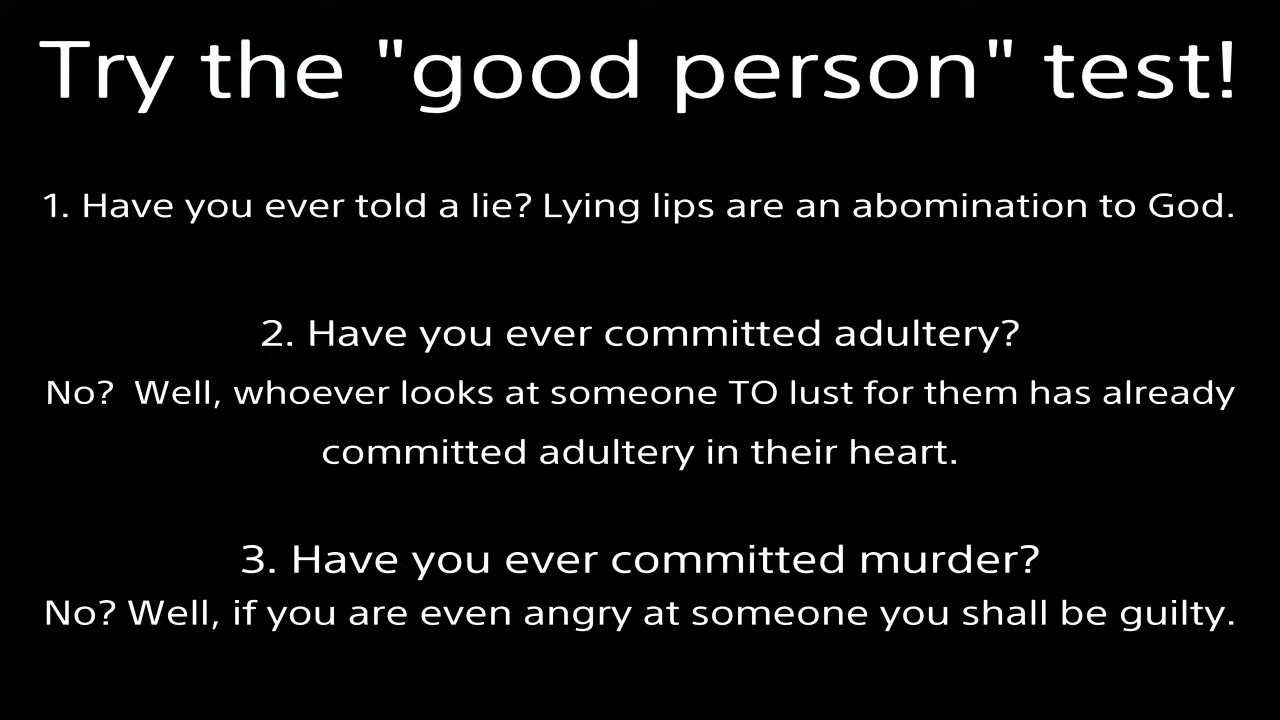 Try the "good person" test!
1. Have you ever told a lie? Lying lips are an abomination to God.
2. Have you ever committed adultery?
No?  Well, whoever looks at someone TO lust for them has already
committed adultery in their heart.
3. Have you ever committed murder?
No? Well, if you are even angry at someone you shall be guilty.